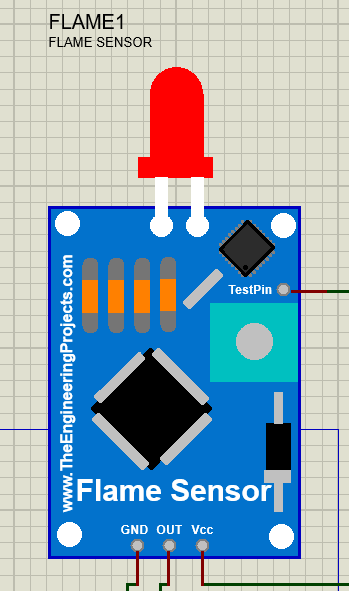 FLAME1
FLAME SENSOR
TestPin
www.TheEngineeringProjects.com
Flame Sensor
GND OUT Vcc